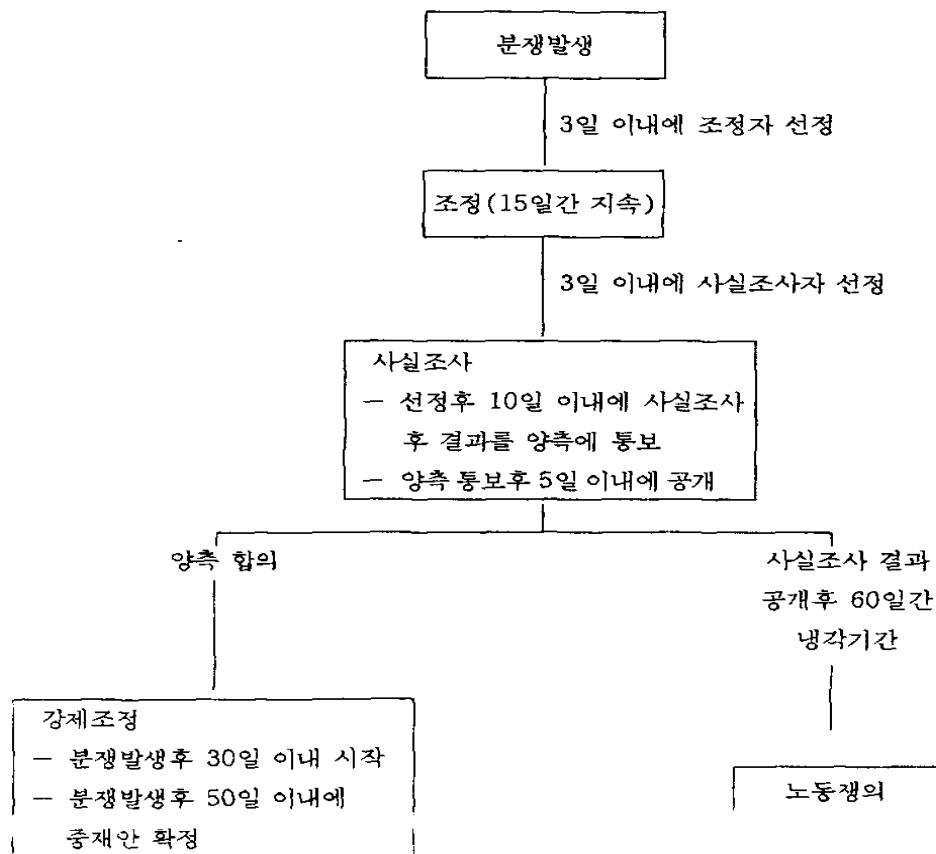 분쟁발생
3일 이내에 조정자 선정
조정(15일간 지속)
3일 이내에 사실조사자 선정
사실조사
– 선정후 10일 이내에 사실조사
후 결과를 양측에 통보
– 양측 통보후 5일 이내에 공개
양측 합의
사실조사 결과
공개후 60일간
냉각기간
강제조정
– 분쟁발생후 30일 이내 시작
– 분쟁발생후 50일 이내에
중재안 확정
노동쟁의